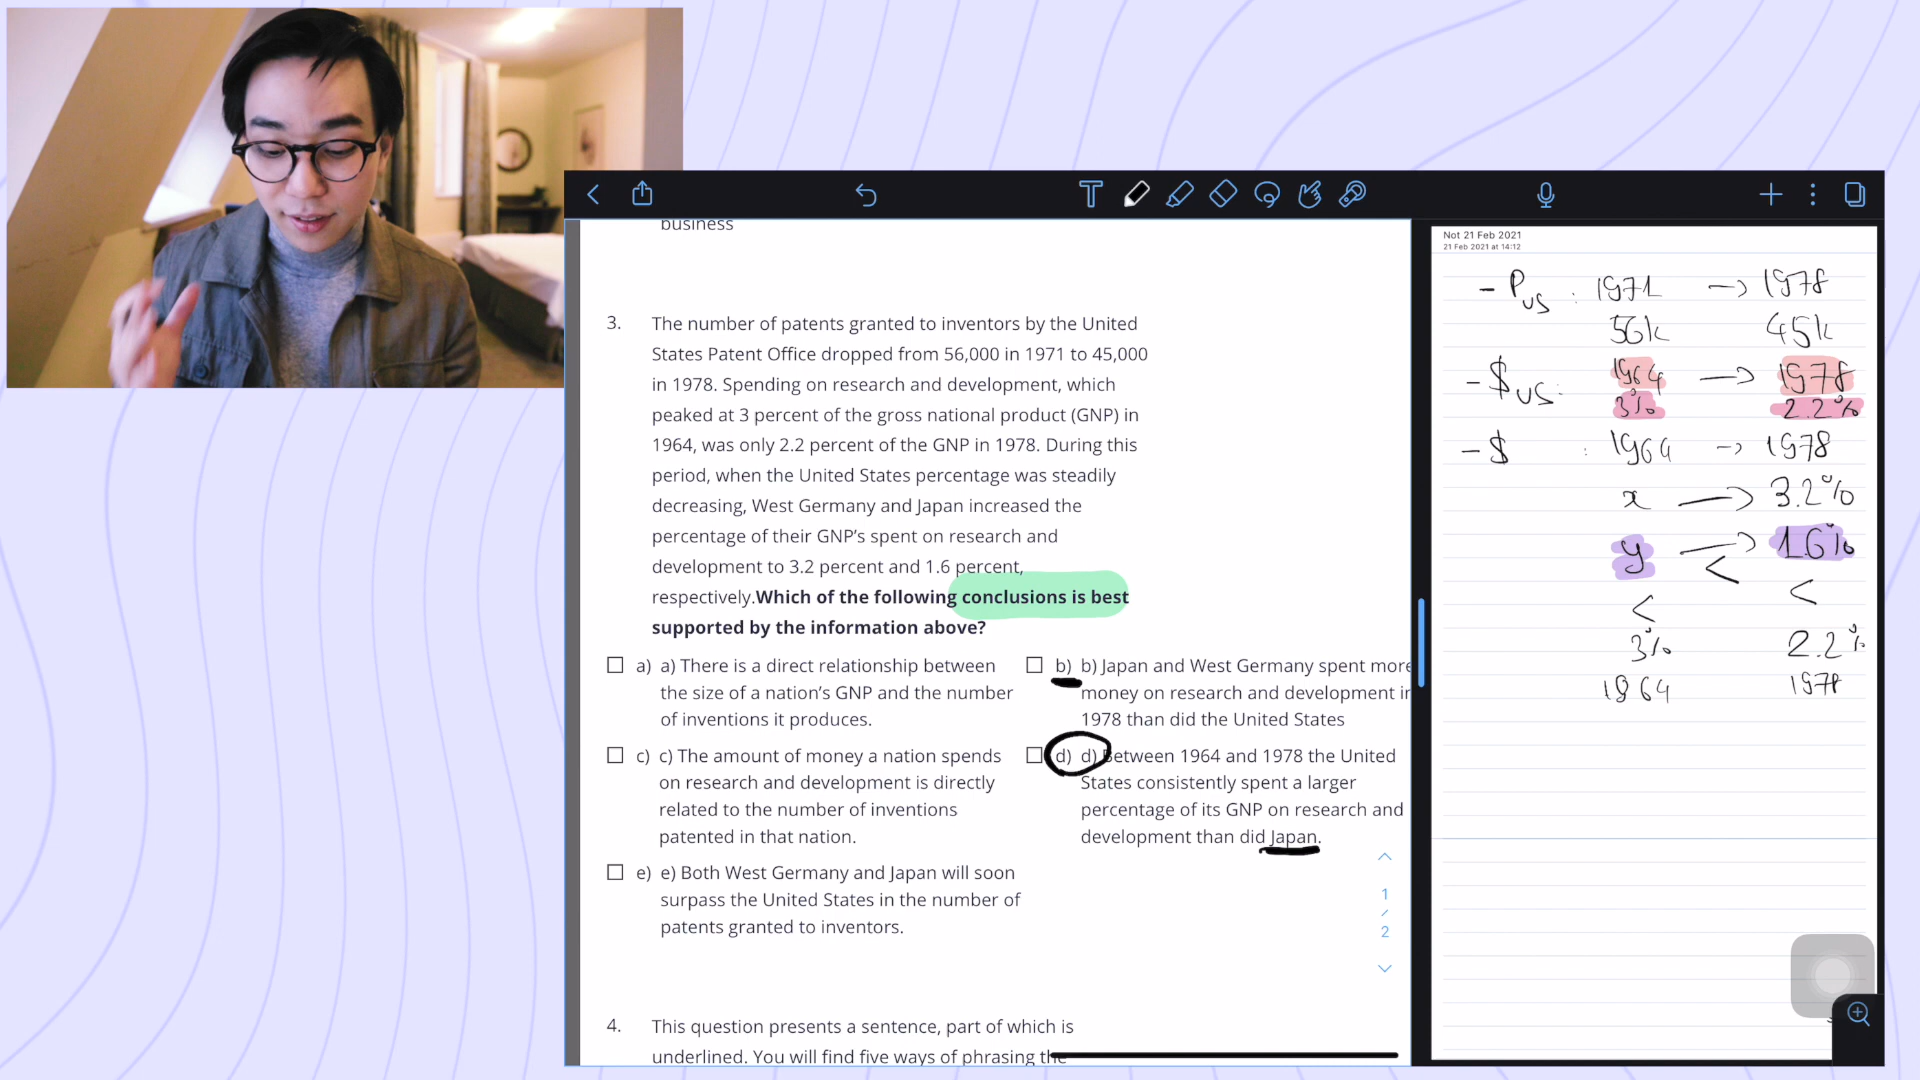 business
3. The number of patents granted to inventors by the United
States Patent Office dropped from 56,000 in 1971 to 45,000
in 1978. Spending on research and development, which
peaked at 3 percent of the gross national product (GNP) in
1964, was only 2.2 percent of the GNP in 1978. During this
period, when the United States percentage was steadily
decreasing, West Germany and Japan increased the
percentage of their GNP’s spent on research and
development to 3.2 percent and 1.6 percent,
respectively.Which of the following conclusions is best
supported by the information above?
a) a) There is a direct relationship between
the size of a nation’s GNP and the number
of inventions it produces.
b) b) Japan and West Germany spent more
money on research and development in
1978 than did the United States
c) c) The amount of money a nation spends
on research and development is directly
related to the number of inventions
patented in that nation.
d) d) Between 1964 and 1978 the United
States consistently spent a larger
percentage of its GNP on research and
development than did Japan.
e) e) Both West Germany and Japan will soon
surpass the United States in the number of
patents granted to inventors.
1
/
2
4. This question presents a sentence, part of which is
underlined. You will find five ways of phrasing the
Not 21 Feb 2021
21 Feb 2021 at 14:12
- PUS : 1971 -> 1978
56k 45k
- $US: 1964 -> 1978
3% 2.2%
- $ : 1964 -> 1978
x -> 3.2%
y -> 1.6%
<
< <
3% 2.2%
1964 1978